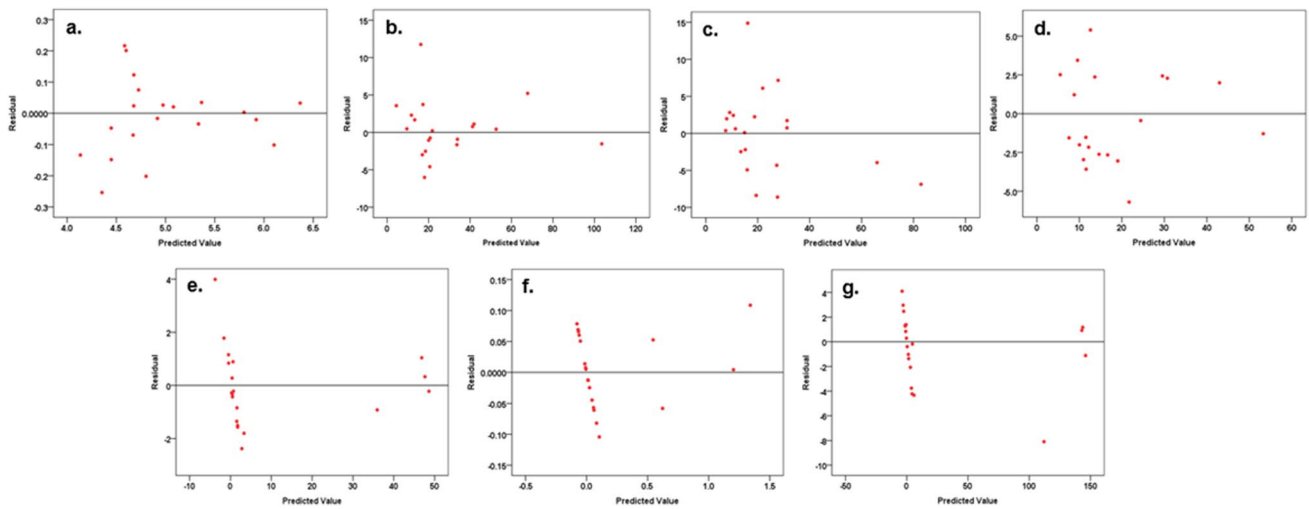 a.
0.3
0.2
0.1
0.0000
-0.1
-0.2
-0.3
Residual
4.0 4.5 5.0 5.5 6.0 6.5
Predicted Value
b.
15
10
5
0
-5
-10
Residual
0 20 40 60 80 100 120
Predicted Value
c.
15
10
5
0
-5
-10
Residual
0 20 40 60 80 100
Predicted Value
d.
5.0
2.5
0.0
-2.5
-5.0
Residual
0 10 20 30 40 50 60
Predicted Value
e.
4
2
0
-2
Residual
-10 0 10 20 30 40 50
Predicted Value
f.
0.15
0.10
0.05
0.0000
-0.05
-0.10
-0.15
Residual
-0.5 0.0 0.5 1.0 1.5
Predicted Value
g.
4
2
0
-2
-4
-6
-8
-10
Residual
-50 0 50 100 150
Predicted Value